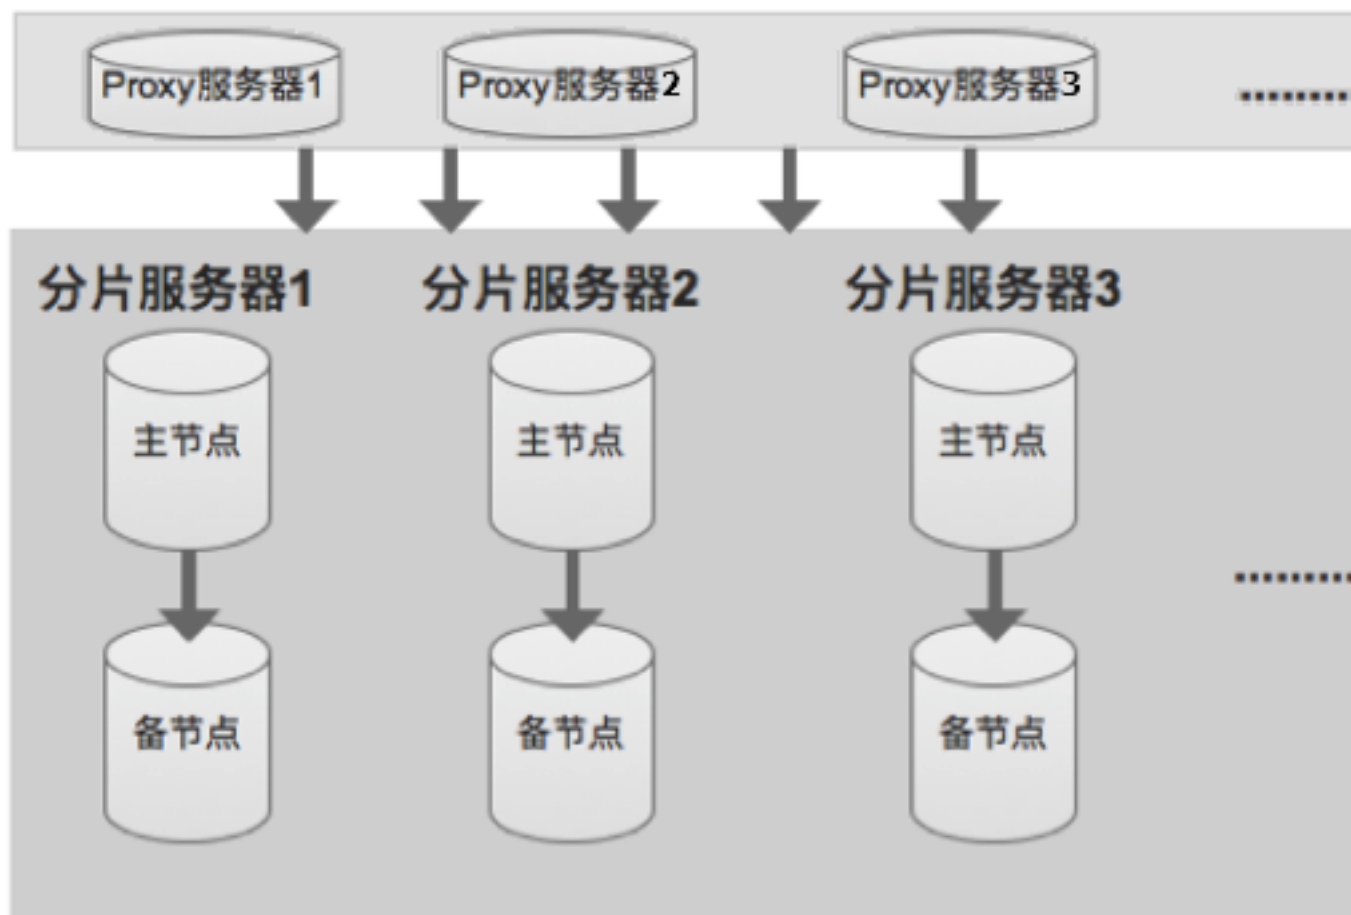 Proxy服务器1 Proxy服务器2 Proxy服务器3 .........
分片服务器1 分片服务器2 分片服务器3
主节点 主节点 主节点
.........
备节点 备节点 备节点